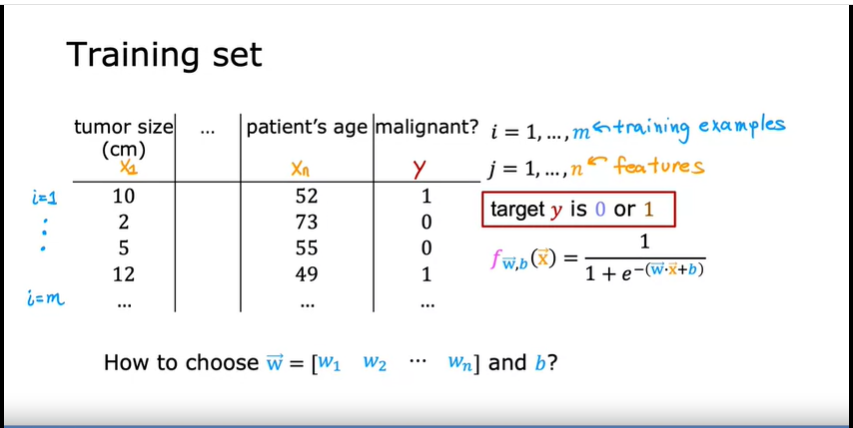 Training set
tumor size (cm) ... patient's age malignant? i = 1, ..., m ← training examples
x₁ xₙ y j = 1, ..., n ← features
i=1 10 52 1 target y is 0 or 1
⋮ 2 73 0
5 55 0 f w⃗,b(x⃗) = 1 / 1 + e^−(w⃗·x⃗+b)
12 49 1
i=m ... ... ...
How to choose w⃗ = [w₁ w₂ ⋯ wₙ] and b?